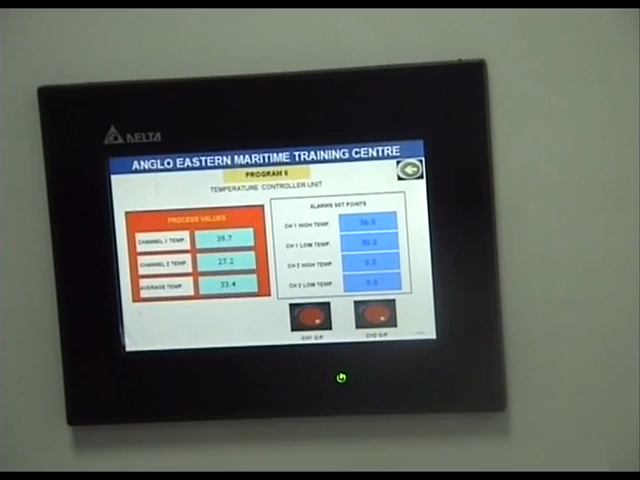 DELTA
ANGLO EASTERN MARITIME TRAINING CENTRE
PROGRAM 6
TEMPERATURE CONTROLLER UNIT
PROCESS VALUES
CHANNEL 1 TEMP. 39.7
CHANNEL 2 TEMP. 27.2
AVERAGE TEMP. 33.4
ALARMS SET POINTS
CH 1 HIGH TEMP. 36.0
CH 1 LOW TEMP. 30.0
CH 2 HIGH TEMP. 0.0
CH 2 LOW TEMP. 0.0
CH1 O/P
CH2 O/P